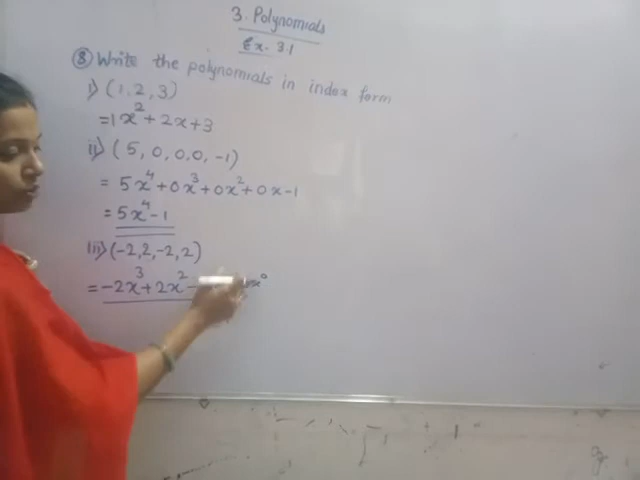 3. Polynomials
Ex. 3.1
⑧ Write the polynomials in index form
i) (1, 2, 3)
= 1x² + 2x + 3
ii) (5, 0, 0, 0, -1)
= 5x⁴ + 0x³ + 0x² + 0x - 1
= 5x⁴ - 1
iii) (-2, 2, -2, 2)
= -2x³ + 2x² - x⁰